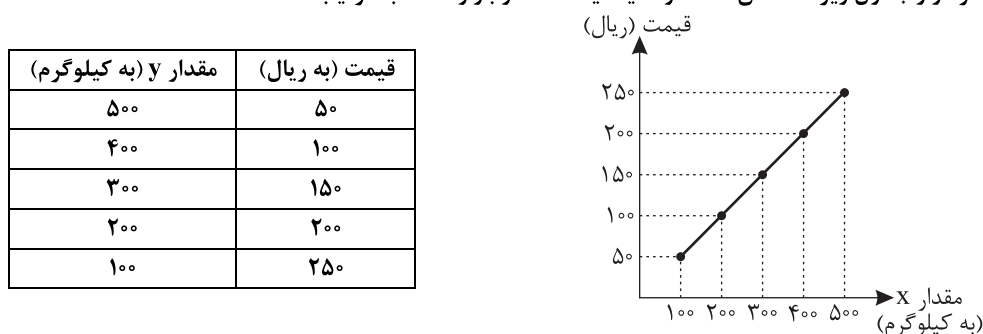 قیمت (به ریال) مقدار y (به کیلوگرم)
۵۰ ۵۰۰
۱۰۰ ۴۰۰
۱۵۰ ۳۰۰
۲۰۰ ۲۰۰
۲۵۰ ۱۰۰
قیمت (ریال)
۲۵۰
۲۰۰
۱۵۰
۱۰۰
۵۰
۱۰۰ ۲۰۰ ۳۰۰ ۴۰۰ ۵۰۰
مقدار X
(به کیلوگرم)